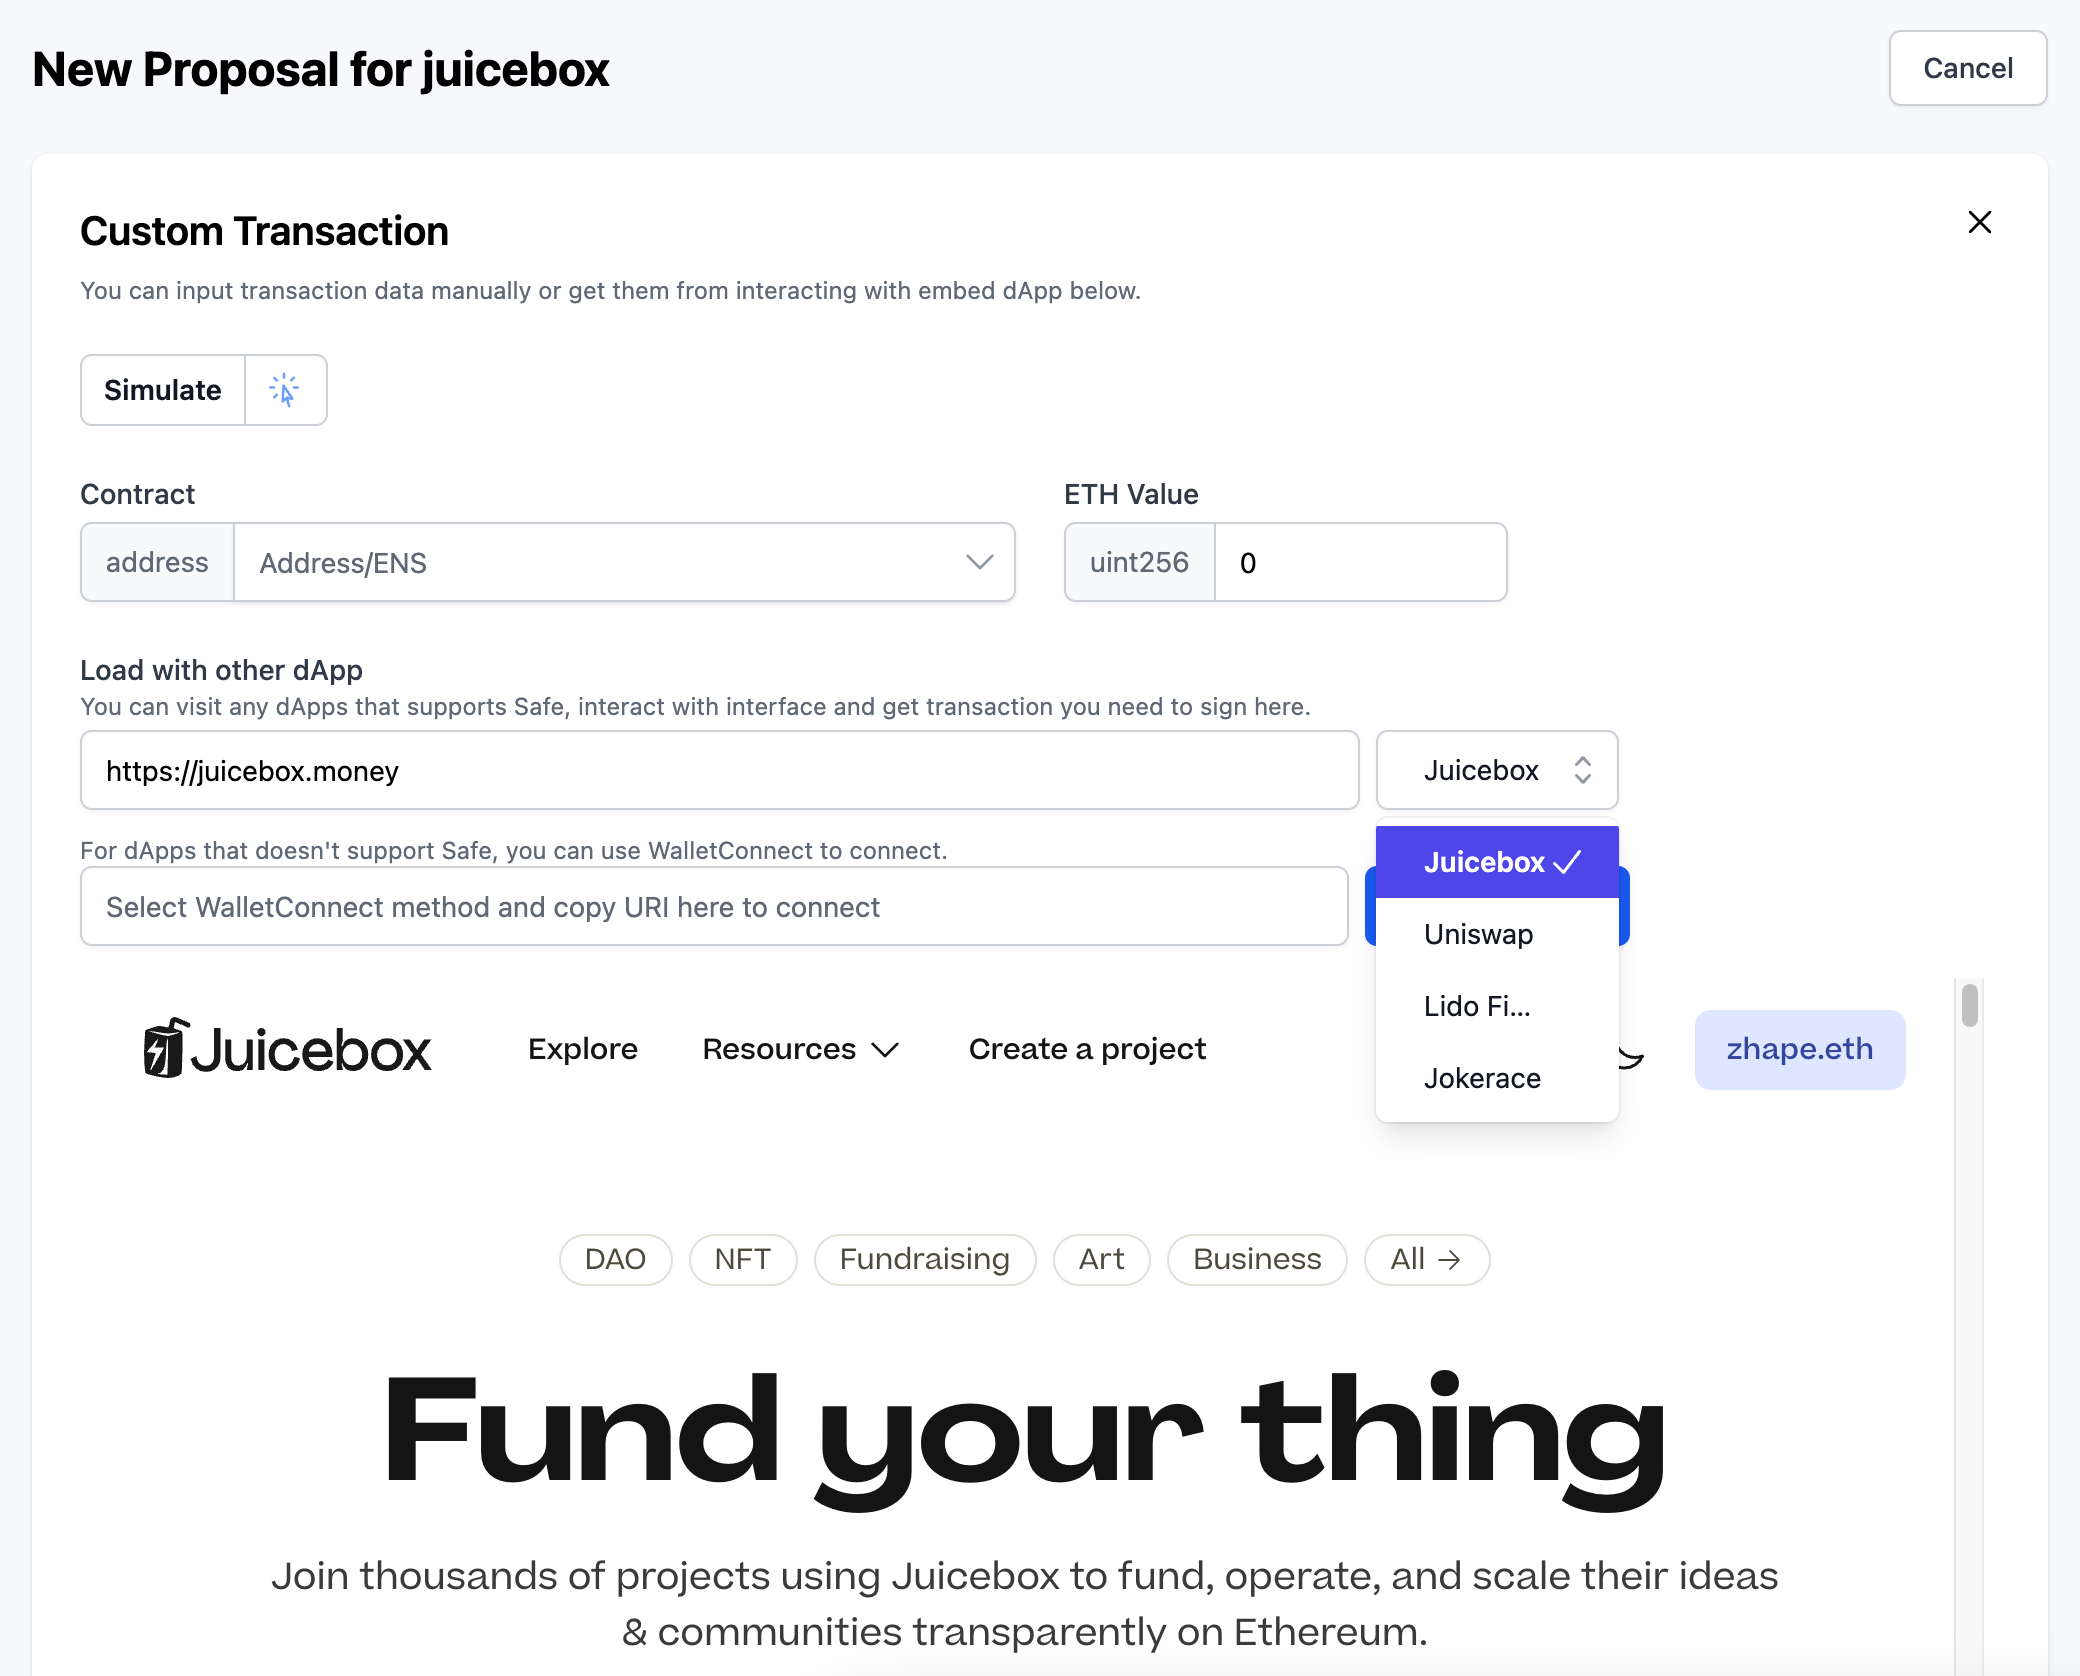 New Proposal for juicebox
Cancel
Custom Transaction
You can input transaction data manually or get them from interacting with embed dApp below.
Simulate
Contract
ETH Value
address
Address/ENS
uint256
0
Load with other dApp
You can visit any dApps that supports Safe, interact with interface and get transaction you need to sign here.
https://juicebox.money
Juicebox
For dApps that doesn't support Safe, you can use WalletConnect to connect.
Select WalletConnect method and copy URI here to connect
Juicebox
Uniswap
Lido Fi...
Jokerace
Juicebox
Explore
Resources
Create a project
zhape.eth
DAO
NFT
Fundraising
Art
Business
All →
Fund your thing
Join thousands of projects using Juicebox to fund, operate, and scale their ideas
& communities transparently on Ethereum.